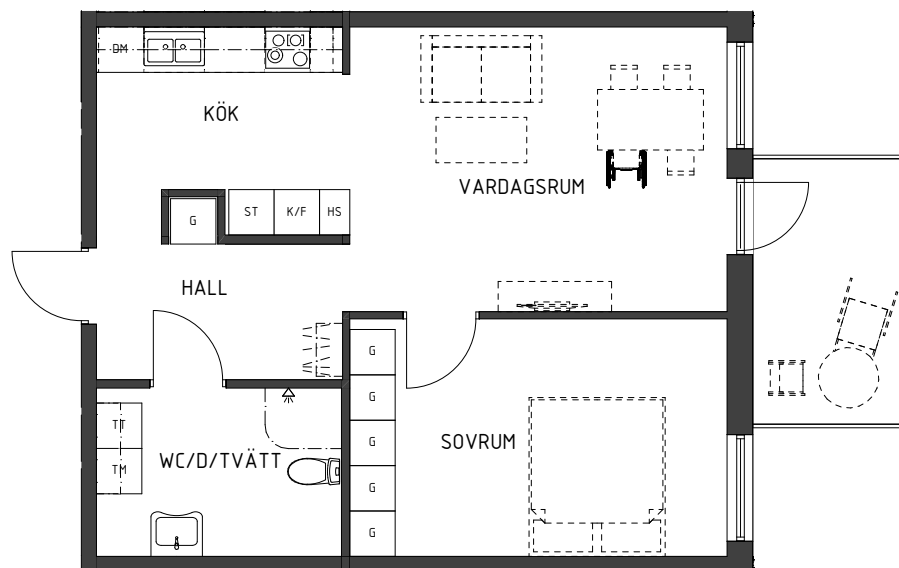 DM
KÖK
VARDAGSRUM
G
ST
K/F
HS
HALL
G
G
G
G
G
TT
TM
WC/D/TVÄTT
SOVRUM